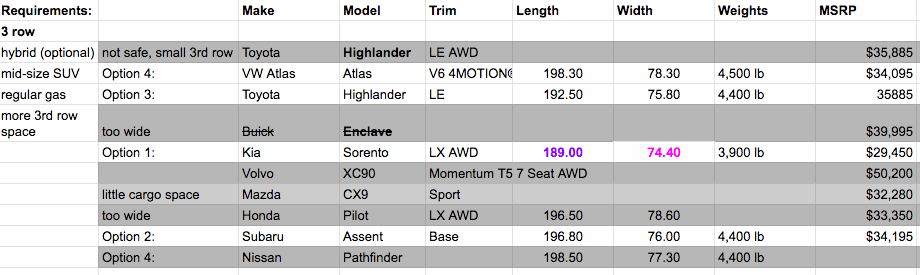 Requirements: Make Model Trim Length Width Weights MSRP
3 row
hybrid (optional) not safe, small 3rd row Toyota Highlander LE AWD $35,885
mid-size SUV Option 4: VW Atlas Atlas V6 4MOTION® 198.30 78.30 4,500 lb $34,095
regular gas Option 3: Toyota Highlander LE 192.50 75.80 4,400 lb 35885
more 3rd row
space too wide Buick Enclave $39,995
Option 1: Kia Sorento LX AWD 189.00 74.40 3,900 lb $29,450
Volvo XC90 Momentum T5 7 Seat AWD $50,200
little cargo space Mazda CX9 Sport $32,280
too wide Honda Pilot LX AWD 196.50 78.60 $33,350
Option 2: Subaru Assent Base 196.80 76.00 4,400 lb $34,195
Option 4: Nissan Pathfinder 198.50 77.30 4,400 lb